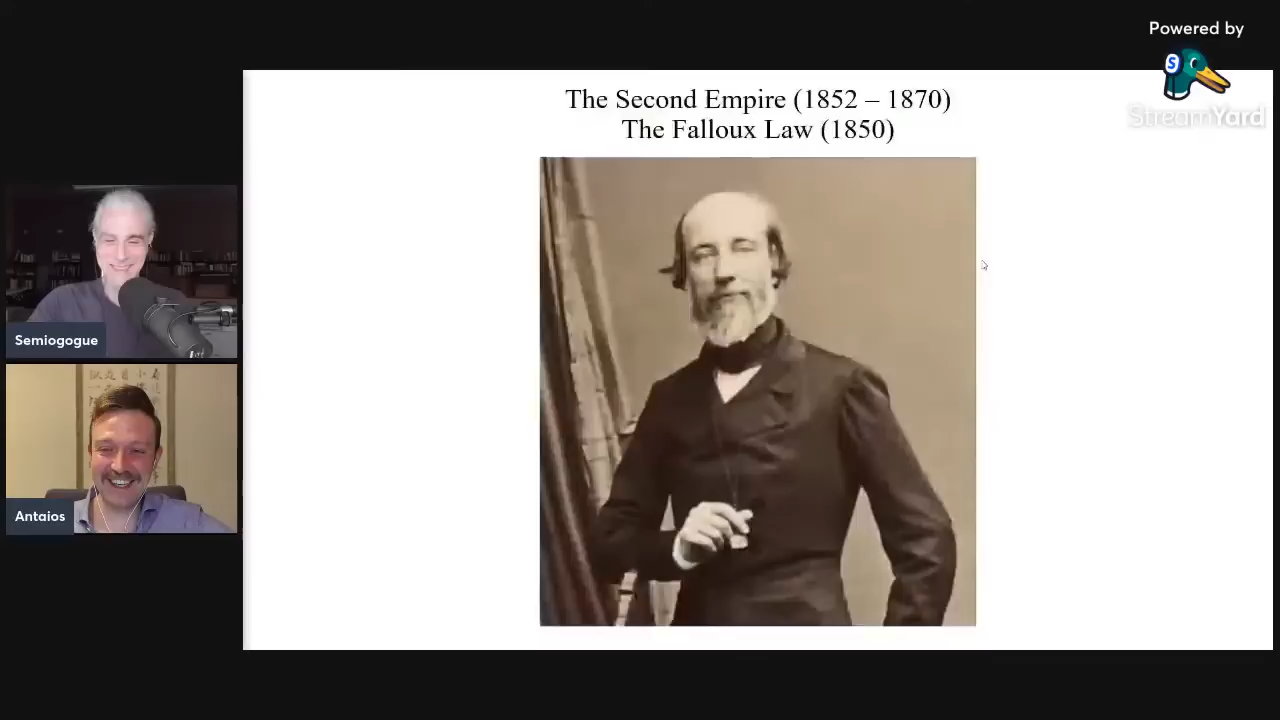 Powered by
S
StreamYard
The Second Empire (1852 – 1870)
The Falloux Law (1850)
Semiogogue
Antaios